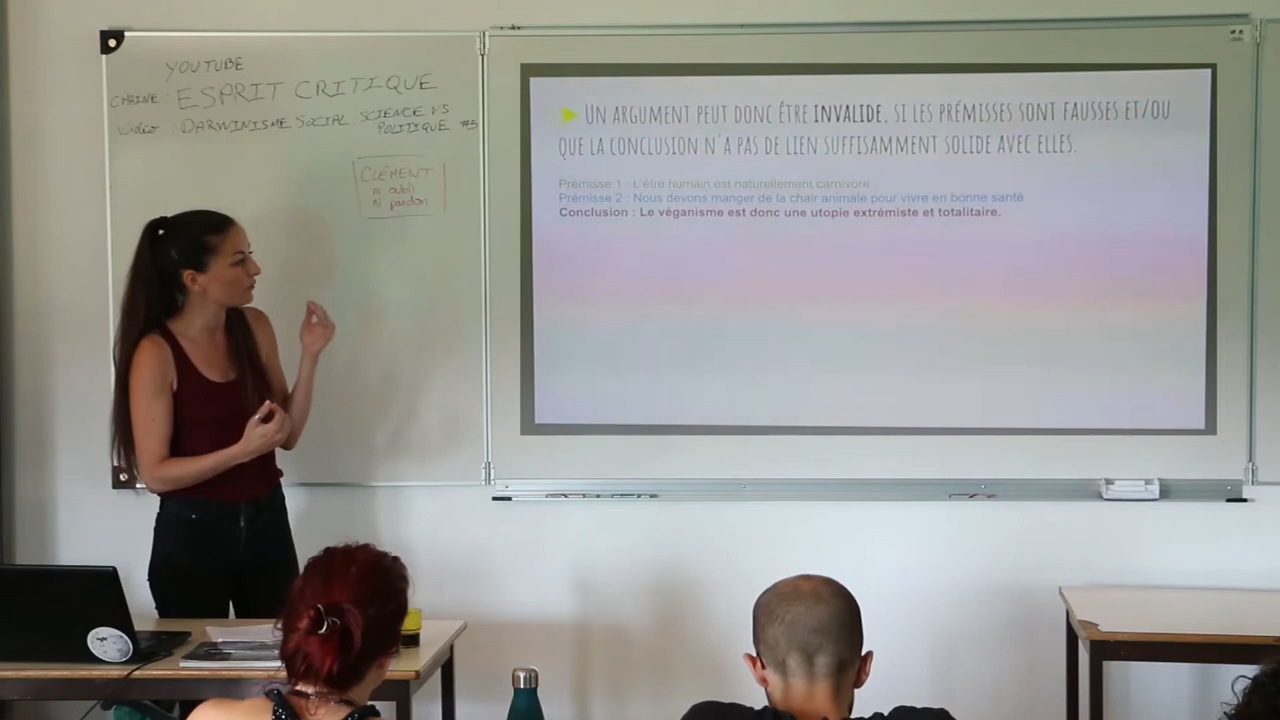 YOUTUBE
CHAINE : ESPRIT CRITIQUE
Vidéo : DARWINISME SOCIAL : SCIENCE VS
POLITIQUE #5
CLÉMENT
Ni oubli
Ni pardon
UN ARGUMENT PEUT DONC ÊTRE INVALIDE, SI LES PRÉMISSES SONT FAUSSES ET/OU
QUE LA CONCLUSION N'A PAS DE LIEN SUFFISAMMENT SOLIDE AVEC ELLES.
Prémisse 1 : L'être humain est naturellement carnivore
Prémisse 2 : Nous devons manger de la chair animale pour vivre en bonne santé
Conclusion : Le véganisme est donc une utopie extrémiste et totalitaire.